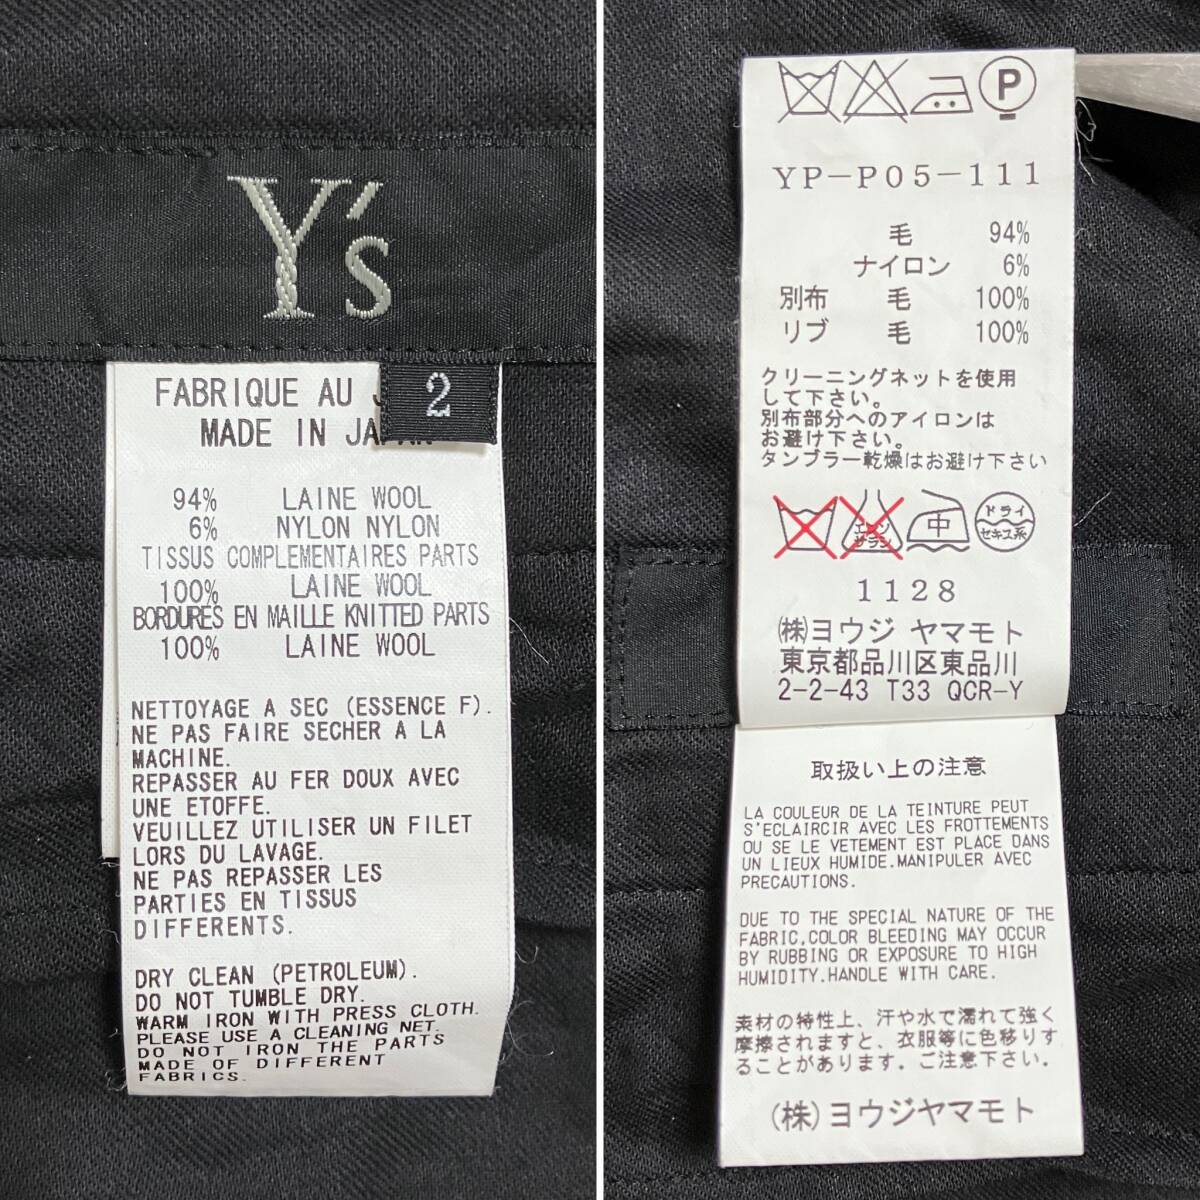 Y's
2
FABRIQUE AU
MADE IN JAPAN
94% LAINE WOOL
6% NYLON NYLON
TISSUS COMPLEMENTAIRES PARTS
100% LAINE WOOL
BORDURES EN MAILLE KNITTED PARTS
100% LAINE WOOL
NETTOYAGE A SEC (ESSENCE F).
NE PAS FAIRE SECHER A LA
MACHINE.
REPASSER AU FER DOUX AVEC
UNE ETOFFE.
VEUILLEZ UTILISER UN FILET
LORS DU LAVAGE.
NE PAS REPASSER LES
PARTIES EN TISSUS
DIFFERENTS.
DRY CLEAN (PETROLEUM).
DO NOT TUMBLE DRY.
WARM IRON WITH PRESS CLOTH.
PLEASE USE A CLEANING NET.
DO NOT IRON THE PARTS
MADE OF DIFFERENT
FABRICS.
P
YP-P05-111
毛 94%
ナイロン 6%
別布 毛 100%
リブ 毛 100%
クリーニングネットを使用
して下さい。
別布部分へのアイロンは
お避け下さい。
タンブラー乾燥はお避け下さい
エンソ
サラシ
中
ドライ
セキユ系
1128
㈱ヨウジ ヤマモト
東京都品川区東品川
2-2-43 T33 QCR-Y
取扱い上の注意
LA COULEUR DE LA TEINTURE PEUT
S'ECLAIRCIR AVEC LES FROTTEMENTS
OU SE LE VETEMENT EST PLACE DANS
UN LIEUX HUMIDE.MANIPULER AVEC
PRECAUTIONS.
DUE TO THE SPECIAL NATURE OF THE
FABRIC,COLOR BLEEDING MAY OCCUR
BY RUBBING OR EXPOSURE TO HIGH
HUMIDITY.HANDLE WITH CARE.
素材の特性上、汗や水で濡れて強く
摩擦されますと、衣服等に色移りす
ることがあります。ご注意下さい。
(株)ヨウジヤマモト